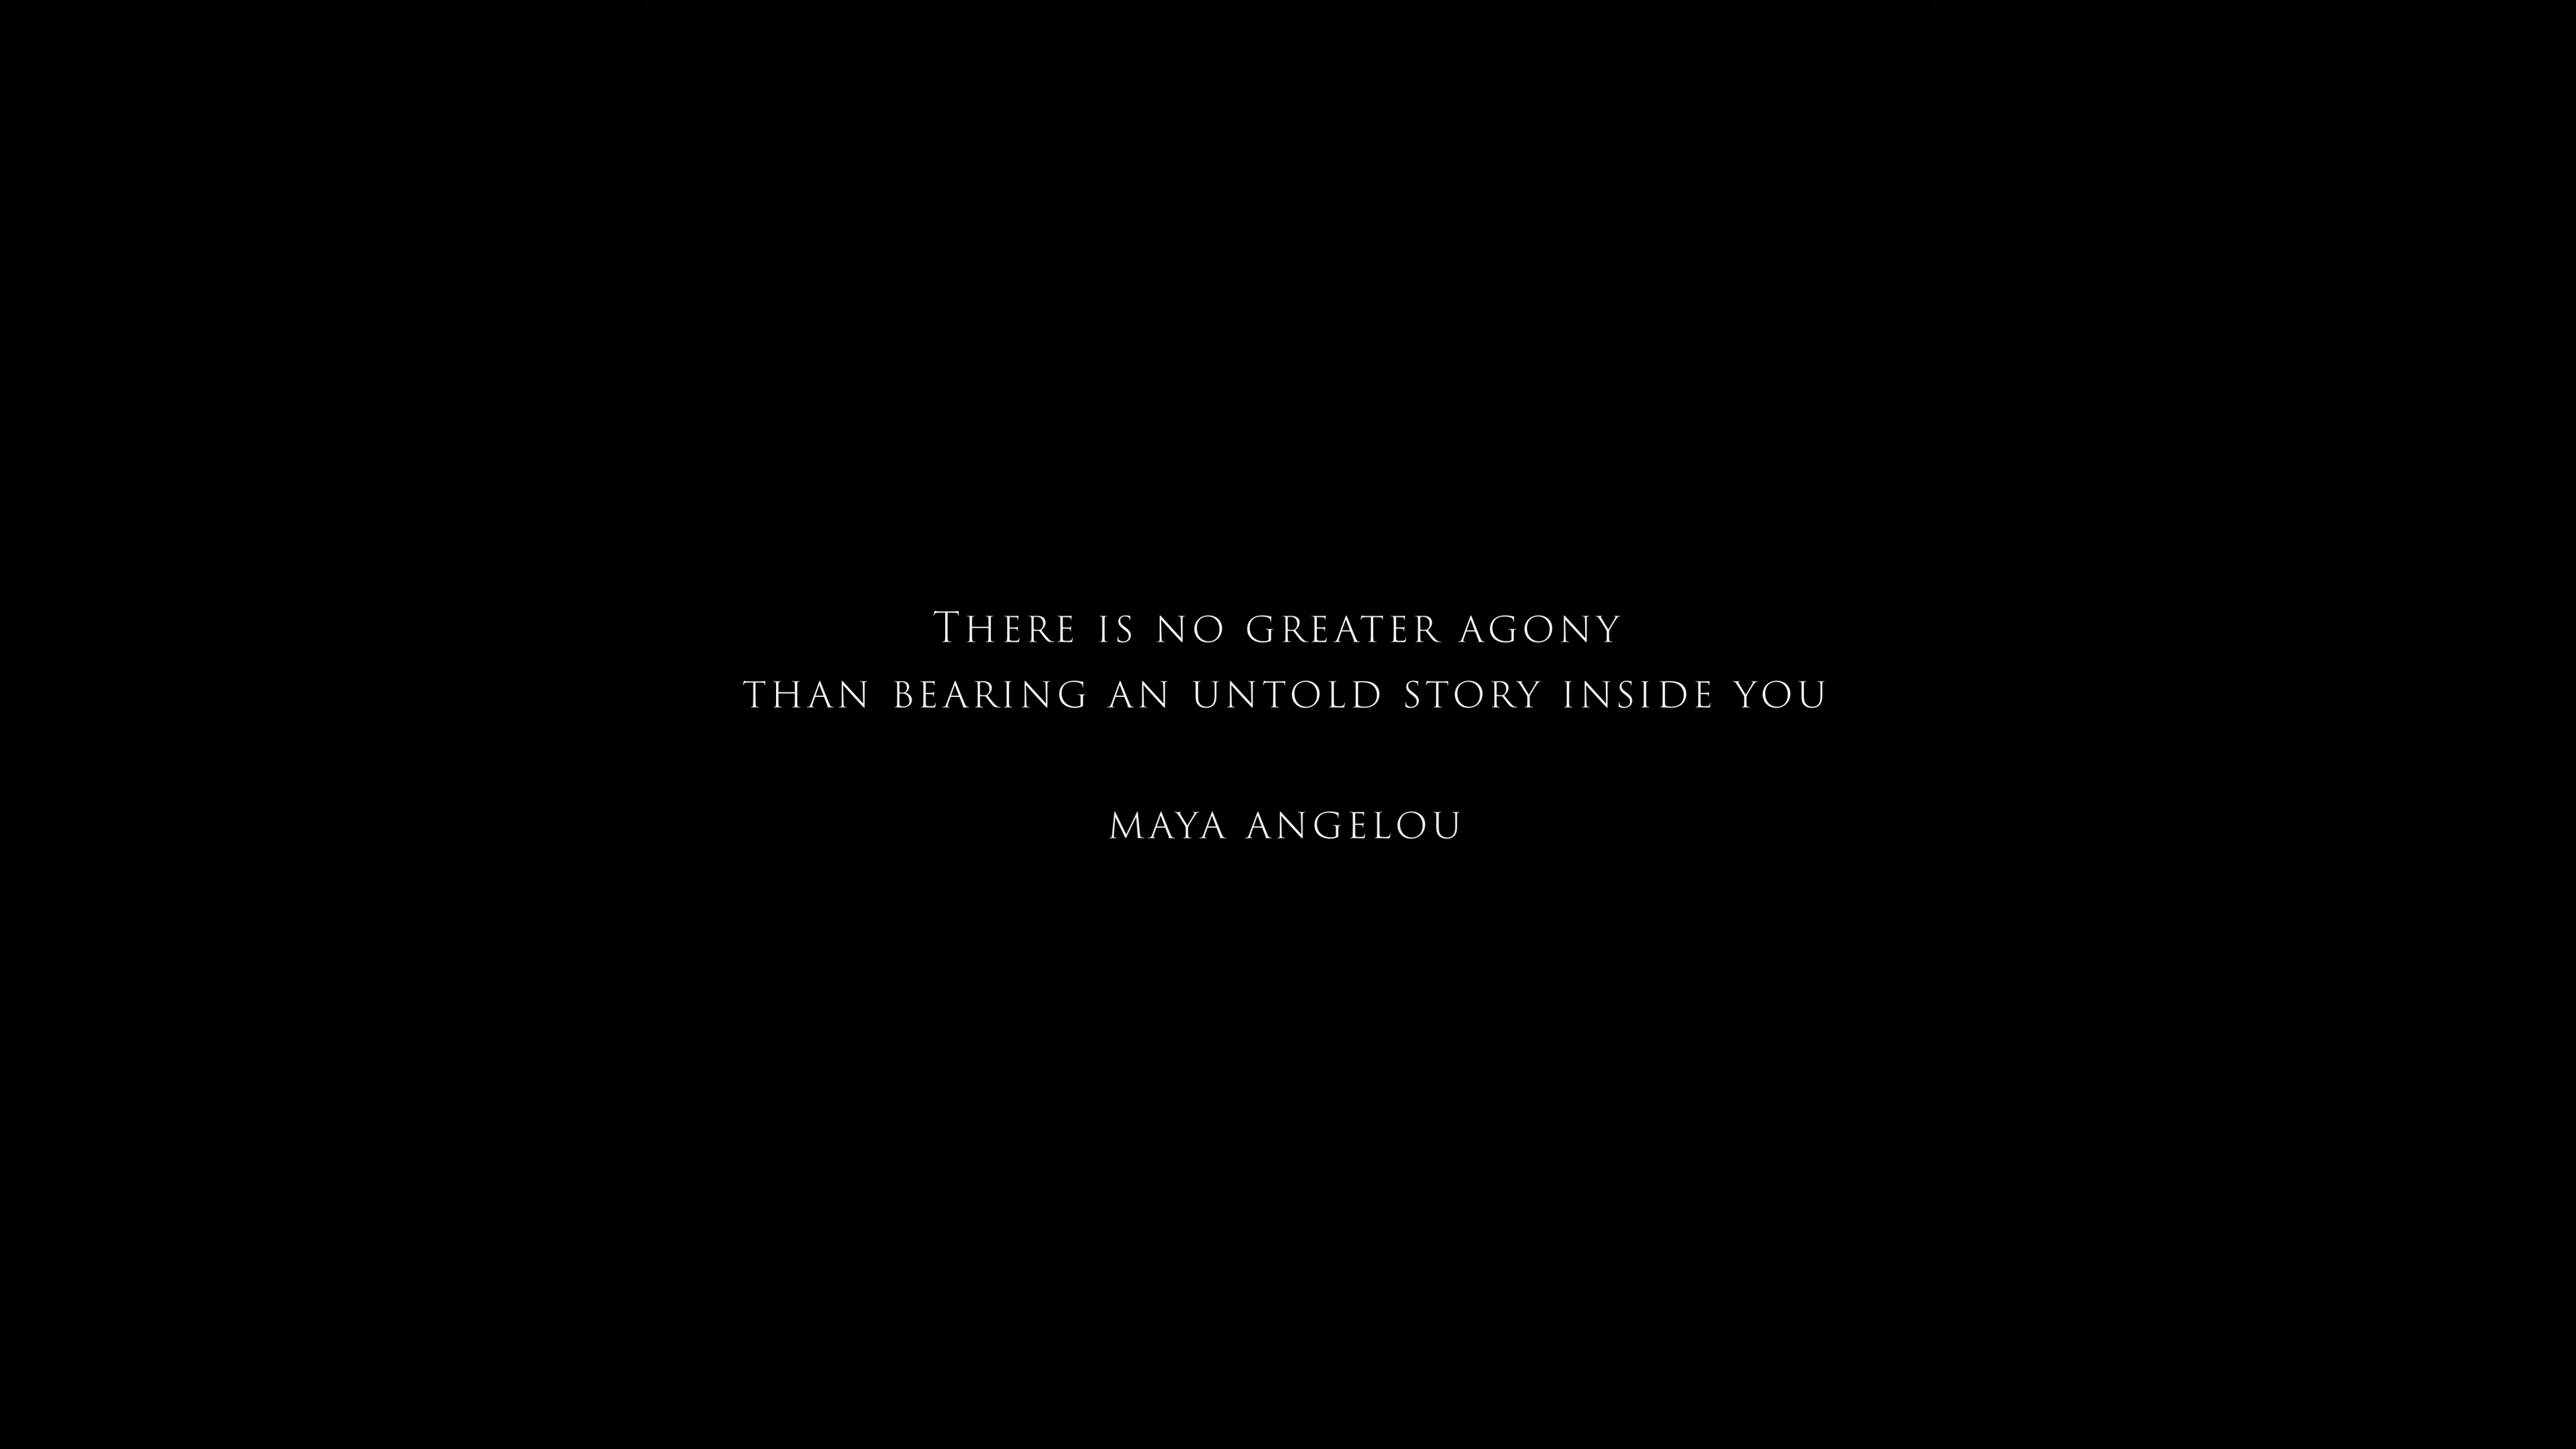 There is no greater agony
than bearing an untold story inside you
maya angelou